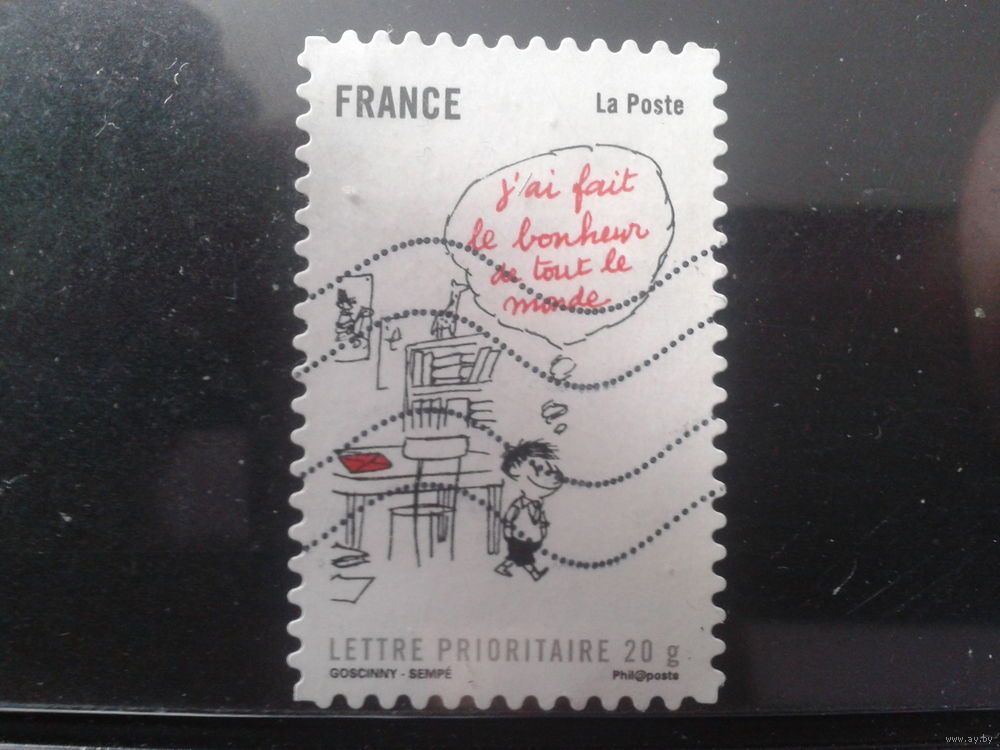 FRANCE
La Poste
j'ai fait
le bonheur
de tout le
monde
LETTRE PRIORITAIRE 20 g
GOSCINNY - SEMPÉ
Phil@poste
www.ay.by